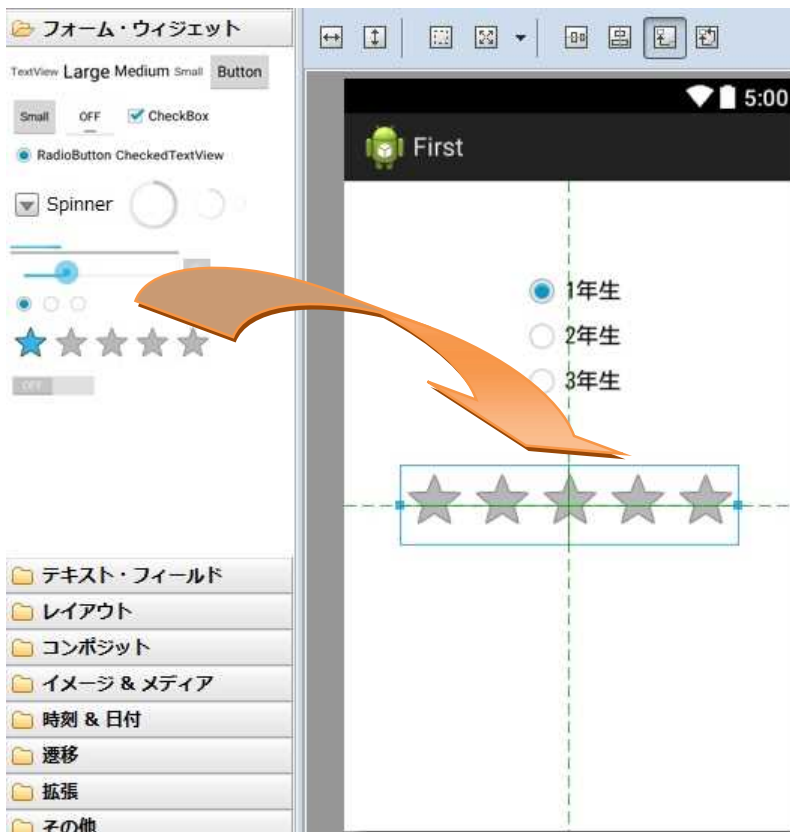 フォーム・ウィジェット
TextView Large Medium Small Button
Small OFF CheckBox
RadioButton CheckedTextView
Spinner
OFF
テキスト・フィールド
レイアウト
コンポジット
イメージ & メディア
時刻 & 日付
遷移
拡張
その他
5:00
First
1年生
2年生
3年生